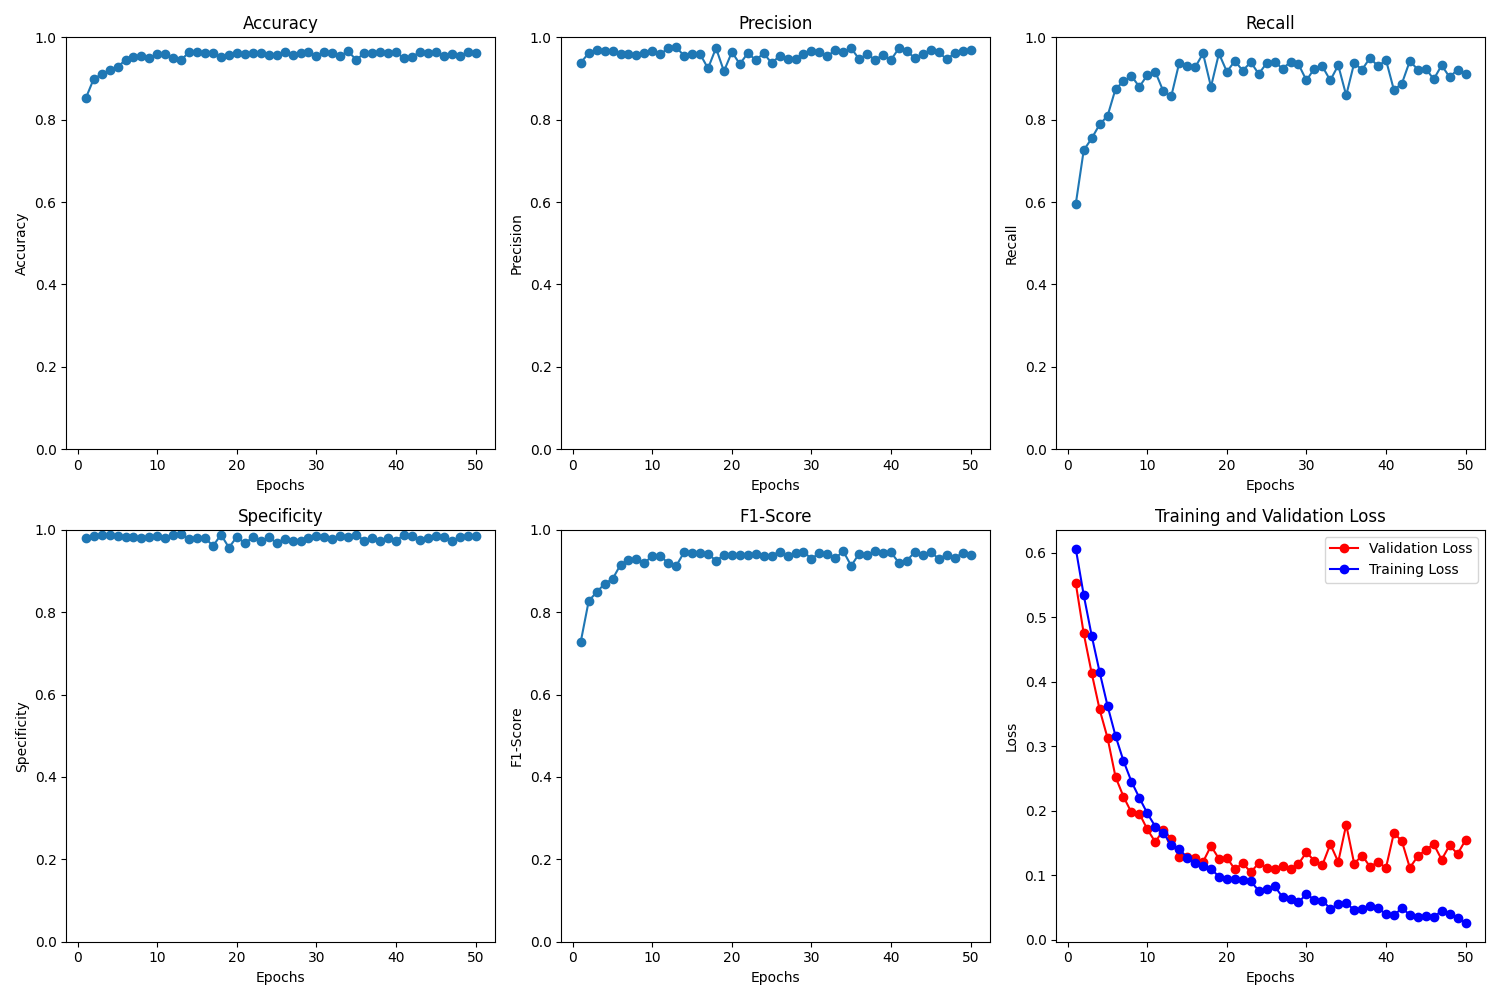 Accuracy
1.0
0.8
0.6
0.4
0.2
0.0
Accuracy
0 10 20 30 40 50
Epochs
Precision
1.0
0.8
0.6
0.4
0.2
0.0
Precision
0 10 20 30 40 50
Epochs
Recall
1.0
0.8
0.6
0.4
0.2
0.0
Recall
0 10 20 30 40 50
Epochs
Specificity
1.0
0.8
0.6
0.4
0.2
0.0
Specificity
0 10 20 30 40 50
Epochs
F1-Score
1.0
0.8
0.6
0.4
0.2
0.0
F1-Score
0 10 20 30 40 50
Epochs
Training and Validation Loss
Validation Loss
Training Loss
0.6
0.5
0.4
0.3
0.2
0.1
0.0
Loss
0 10 20 30 40 50
Epochs